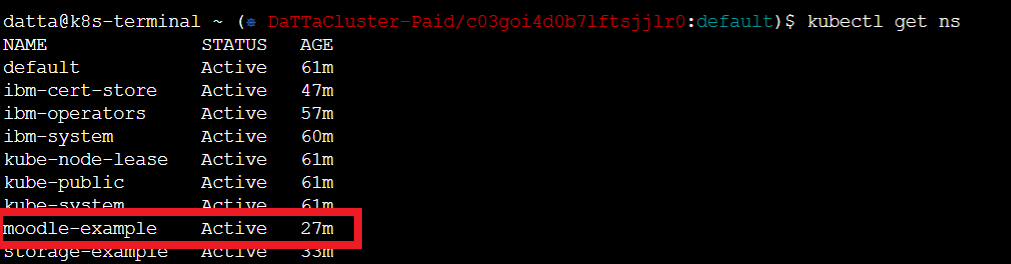 datta@k8s-terminal ~ (⎈ DaTTaCluster-Paid/c03goi4d0b7lftsjjlr0:default)$ kubectl get ns
NAME STATUS AGE
default Active 61m
ibm-cert-store Active 47m
ibm-operators Active 57m
ibm-system Active 60m
kube-node-lease Active 61m
kube-public Active 61m
kube-system Active 61m
moodle-example Active 27m
storage-example Active 33m